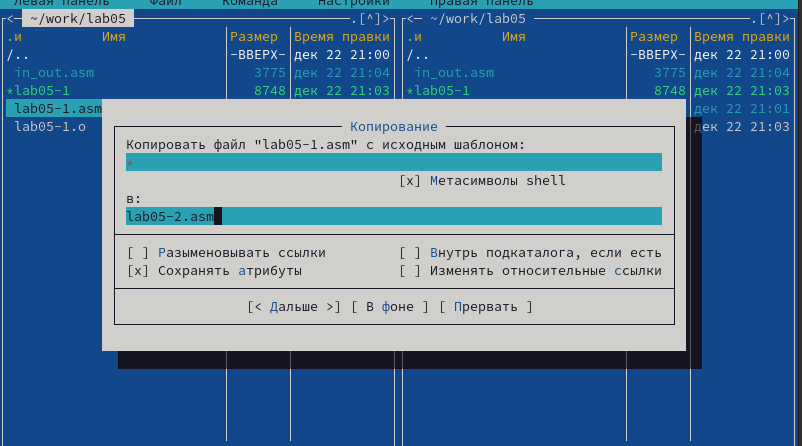 Левая панель Файл Команда Настройки Правая панель
<─ ~/work/lab05 .[^]> <─ ~/work/lab05 .[^]>
.и Имя Размер Время правки .и Имя Размер Время правки
/.. -ВВЕРХ- дек 22 21:00 /.. -ВВЕРХ- дек 22 21:00
in_out.asm 3775 дек 22 21:04 in_out.asm 3775 дек 22 21:04
*lab05-1 8748 дек 22 21:03 *lab05-1 8748 дек 22 21:03
lab05-1.asm дек 22 21:01
lab05-1.o дек 22 21:03
Копирование
Копировать файл "lab05-1.asm" с исходным шаблоном:
*
[x] Метасимволы shell
в:
lab05-2.asm
[ ] Разыменовывать ссылки [ ] Внутрь подкаталога, если есть
[x] Сохранять атрибуты [ ] Изменять относительные ссылки
[< Дальше >] [ В фоне ] [ Прервать ]